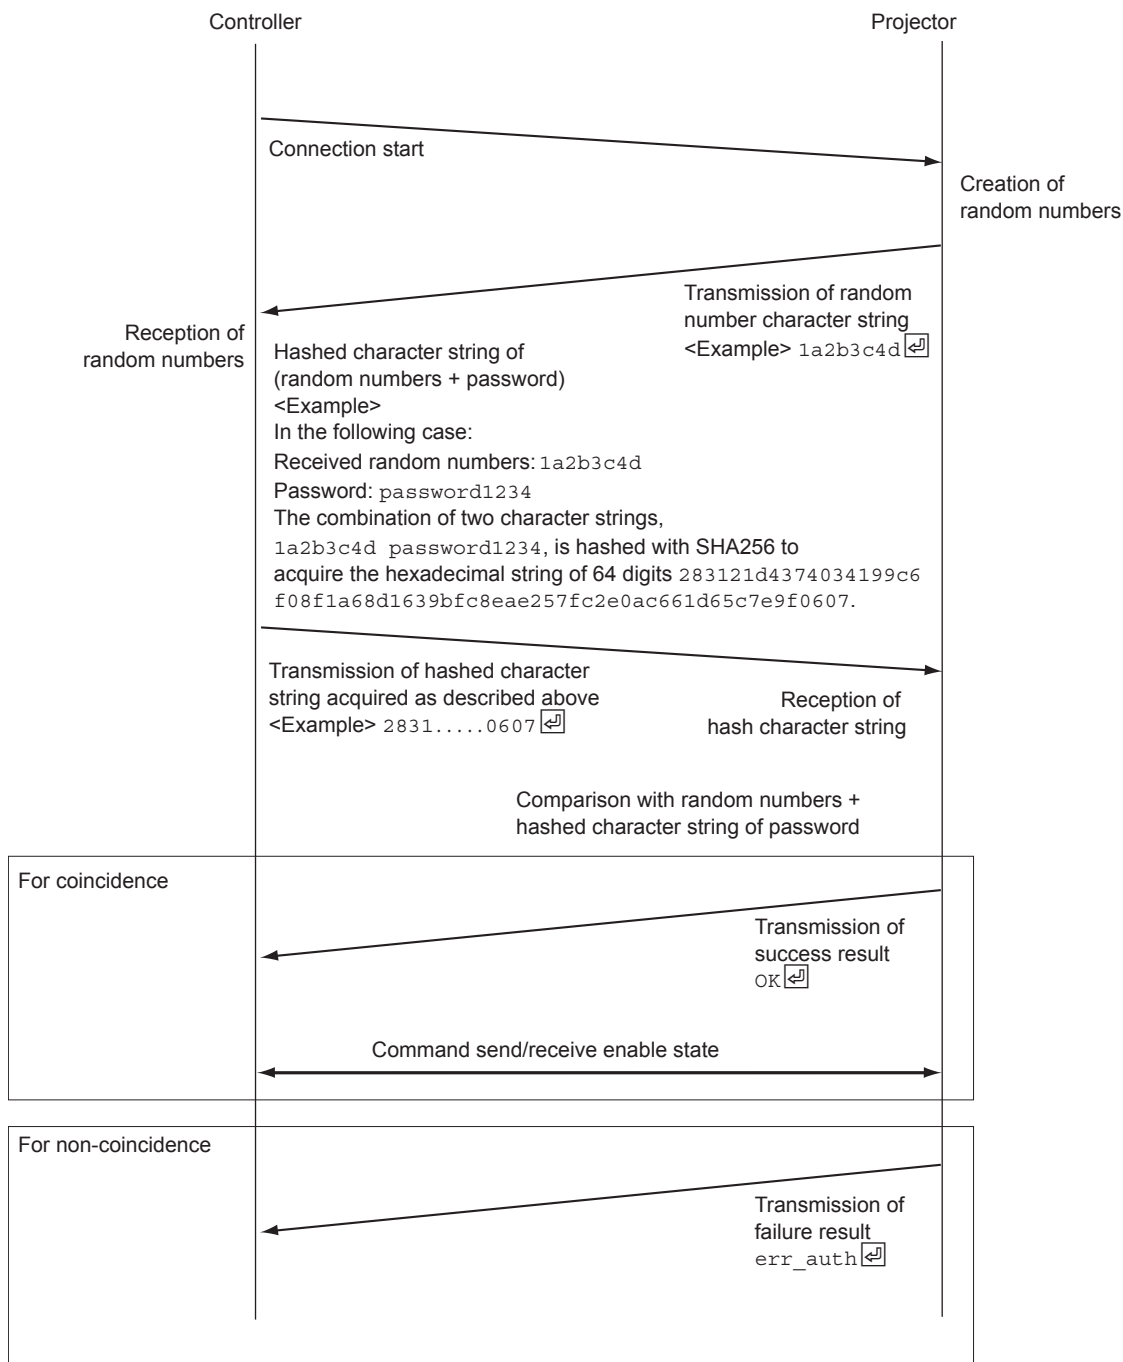 Controller
Projector
Connection start
Creation of
random numbers
Transmission of random
number character string
<Example> 1a2b3c4d⏎
Reception of
random numbers
Hashed character string of
(random numbers + password)
<Example>
In the following case:
Received random numbers: 1a2b3c4d
Password: password1234
The combination of two character strings,
1a2b3c4d password1234, is hashed with SHA256 to
acquire the hexadecimal string of 64 digits 283121d4374034199c6
f08f1a68d1639bfc8eae257fc2e0ac661d65c7e9f0607.
Transmission of hashed character
string acquired as described above
<Example> 2831.....0607⏎
Reception of
hash character string
Comparison with random numbers +
hashed character string of password
For coincidence
Transmission of
success result
OK⏎
Command send/receive enable state
For non-coincidence
Transmission of
failure result
err_auth⏎